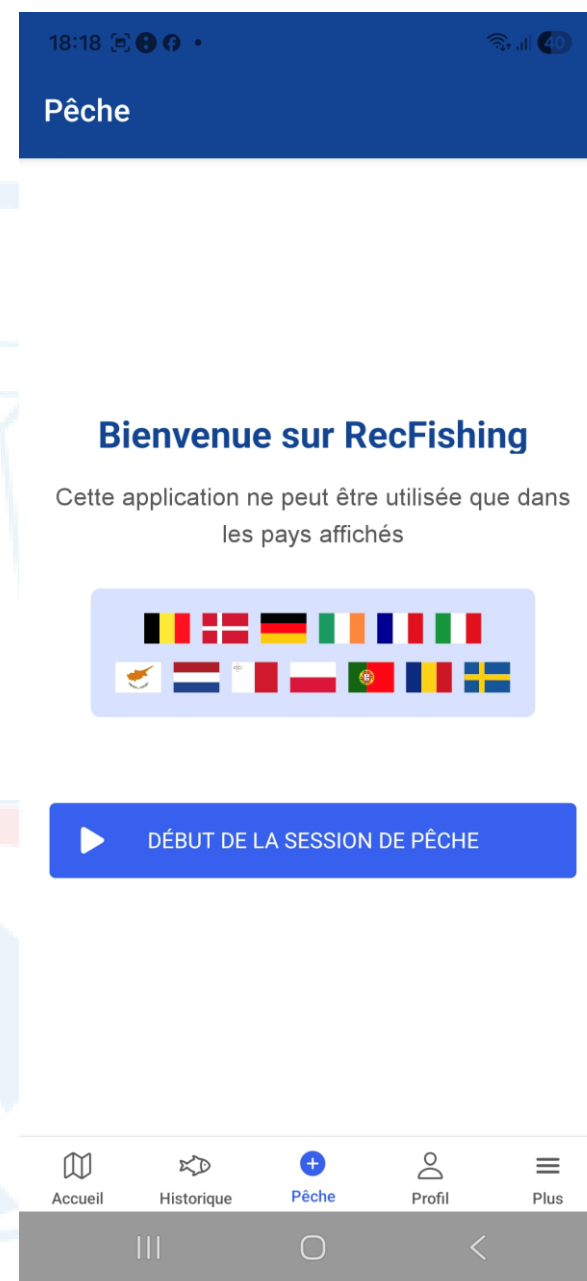 18:18
40
Pêche
Bienvenue sur RecFishing
Cette application ne peut être utilisée que dans
les pays affichés
DÉBUT DE LA SESSION DE PÊCHE
Accueil
Historique
Pêche
Profil
Plus